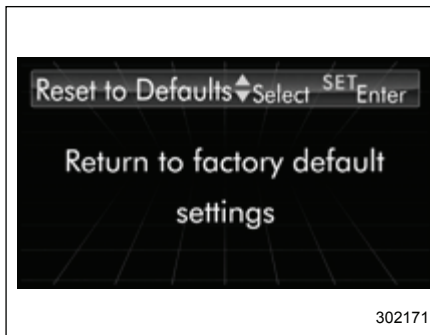 Reset to Defaults Select SET Enter
Return to factory default
settings
302171